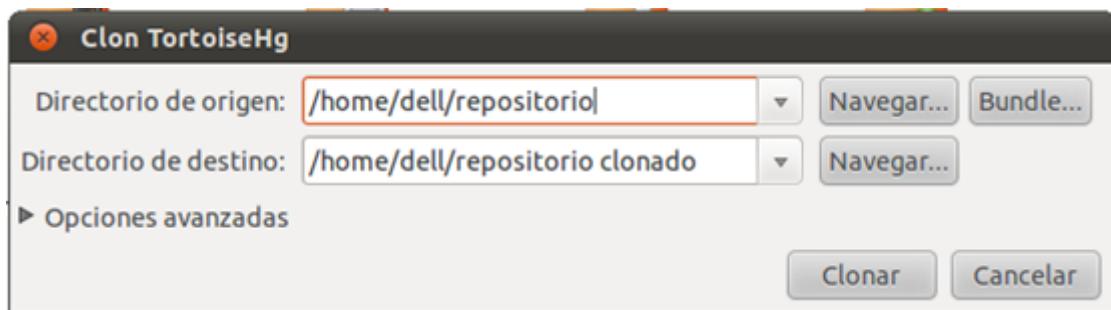 Clon TortoiseHg
Directorio de origen: /home/dell/repositorio Navegar... Bundle...
Directorio de destino: /home/dell/repositorio clonado Navegar...
Opciones avanzadas
Clonar Cancelar